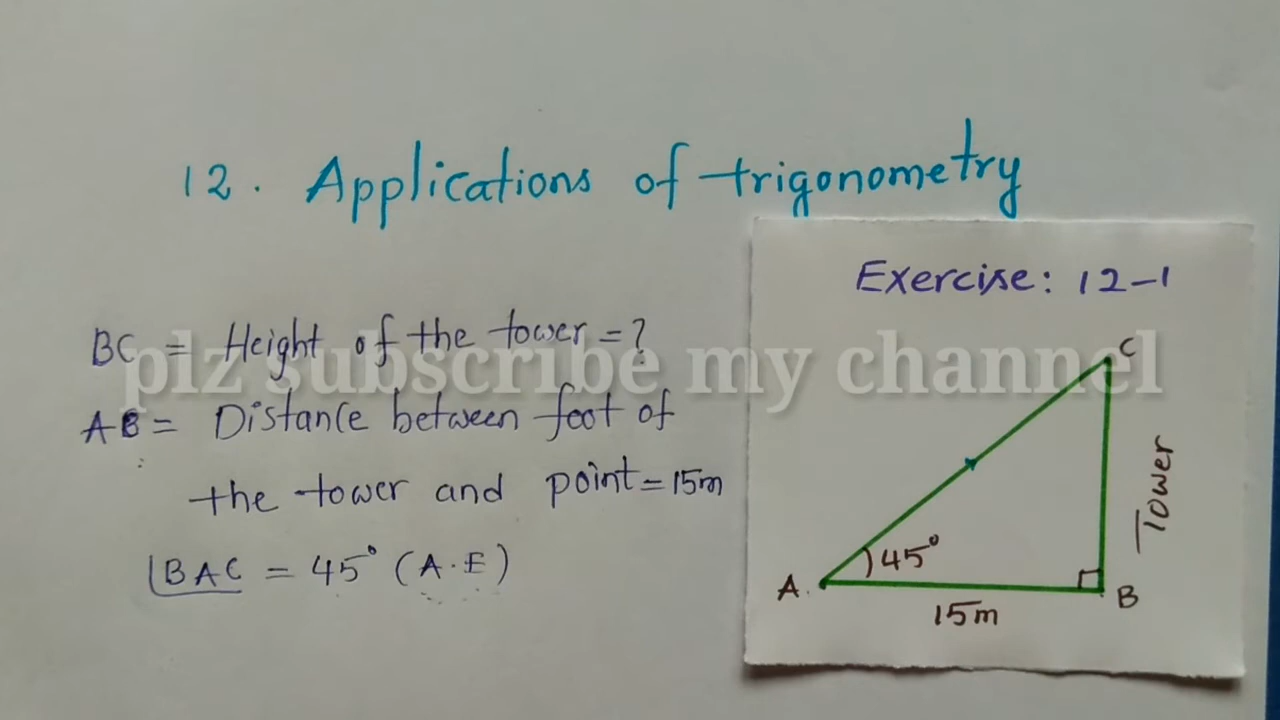 12. Applications of trigonometry
Exercise: 12-1
BC = Height of the tower = ?
plz subscribe my channel
AB = Distance between foot of
the tower and point = 15m
∠BAC = 45° (A.E)
C
Tower
45°
A
B
15m